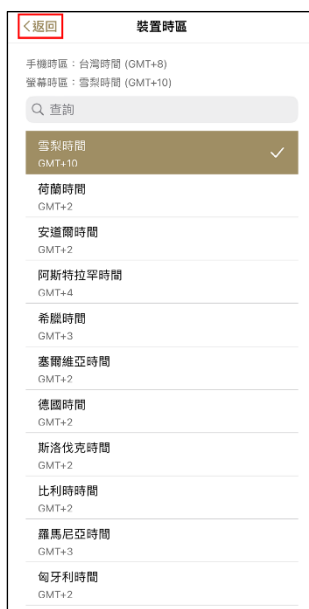 <返回 裝置時區
手機時區：台灣時間 (GMT+8)
螢幕時區：雪梨時間 (GMT+10)
查詢
雪梨時間
GMT+10
荷蘭時間
GMT+2
安道爾時間
GMT+2
阿斯特拉罕時間
GMT+4
希臘時間
GMT+3
塞爾維亞時間
GMT+2
德國時間
GMT+2
斯洛伐克時間
GMT+2
比利時時間
GMT+2
羅馬尼亞時間
GMT+3
匈牙利時間
GMT+2